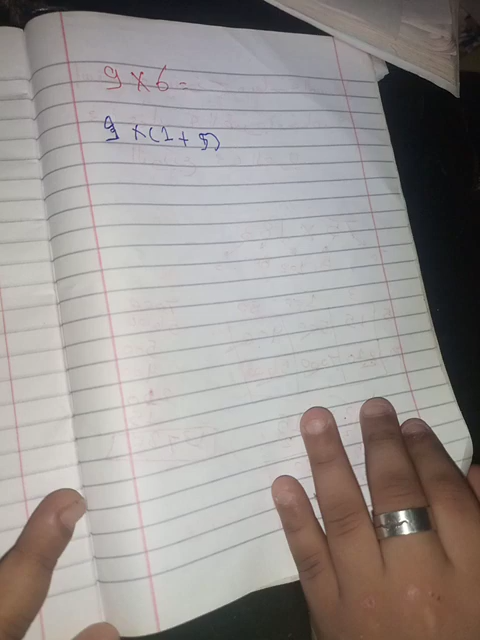 9 × 6 =
9 × (1 + 5)